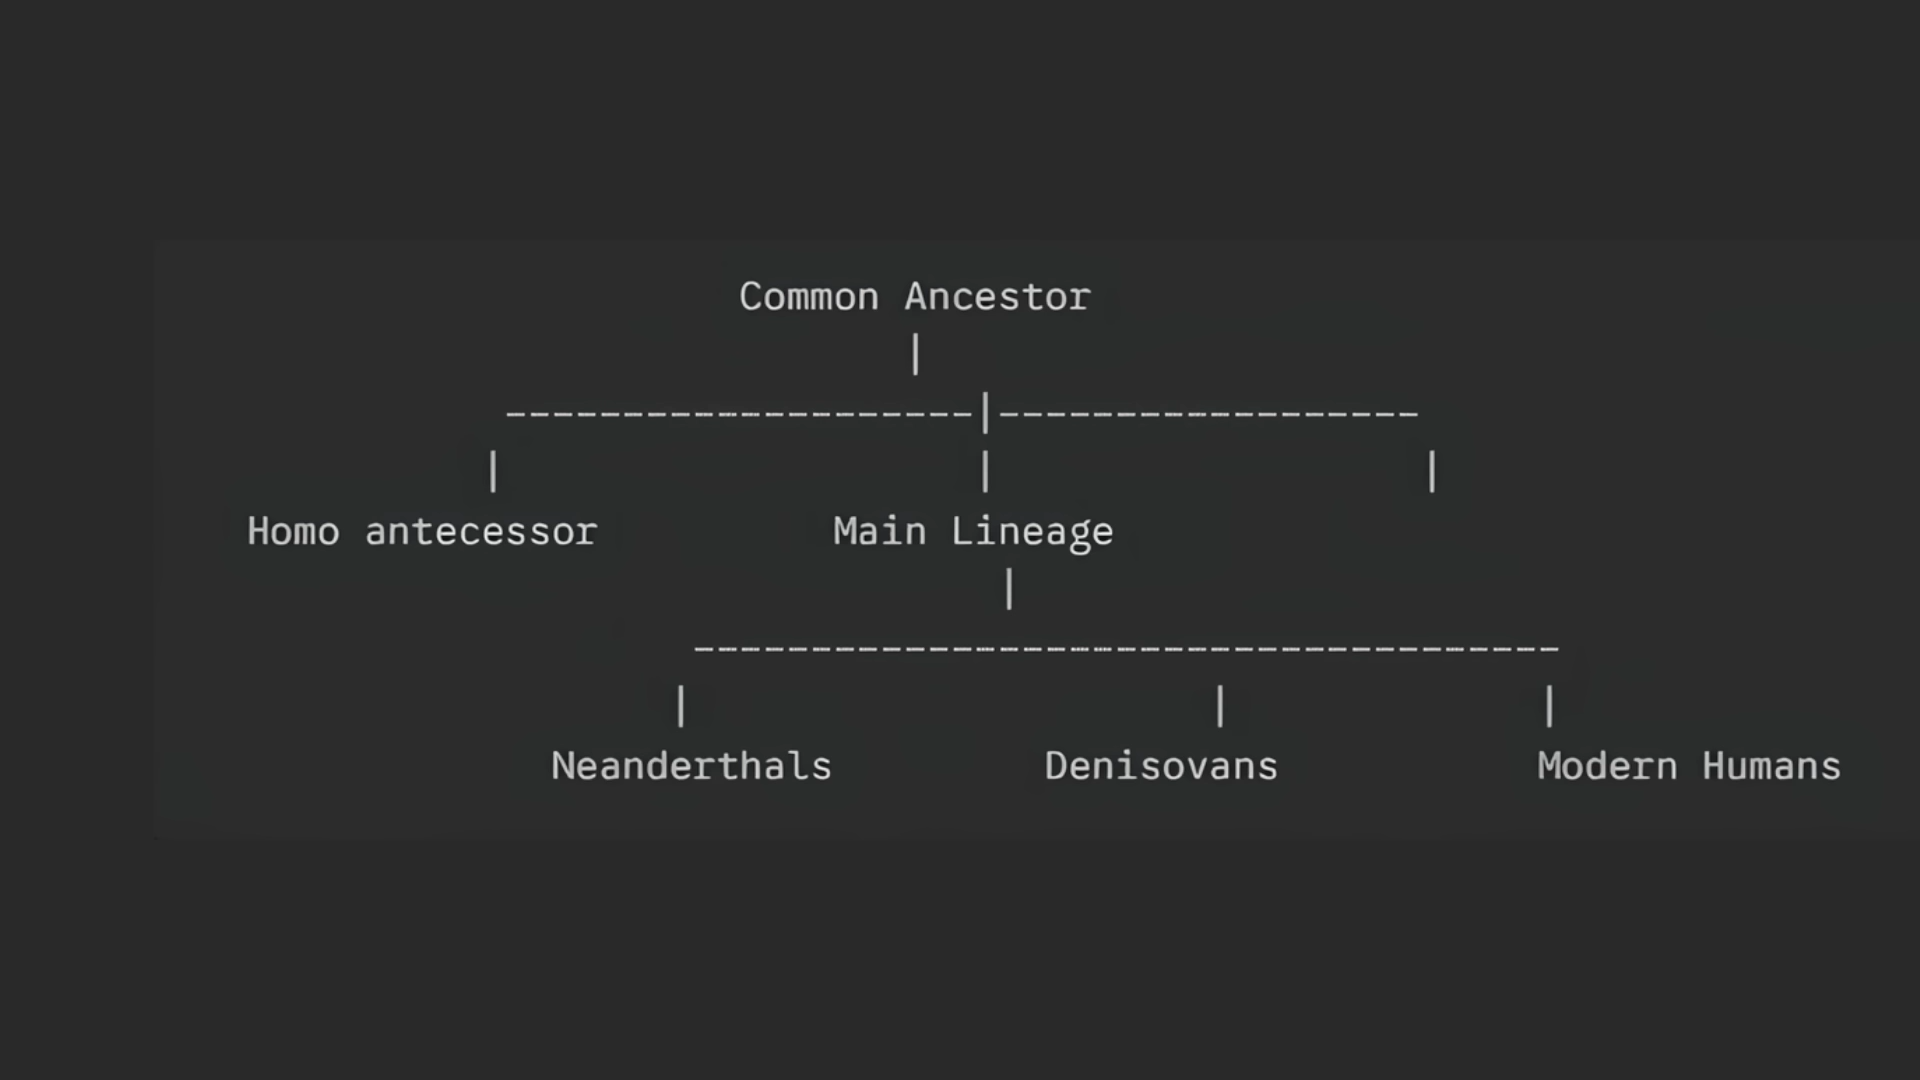 Common Ancestor
|
--------------------|------------------
| | |
Homo antecessor Main Lineage
|
-------------------------------------
| | |
Neanderthals Denisovans Modern Humans